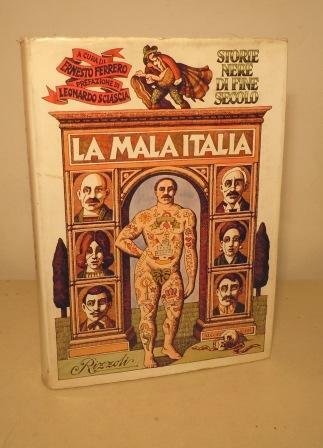 A CURA DI
ERNESTO FERRERO
PREFAZIONE DI
LEONARDO SCIASCIA
STORIE
NERE
DI FINE
SECOLO
LA MALA ITALIA
Rizzoli